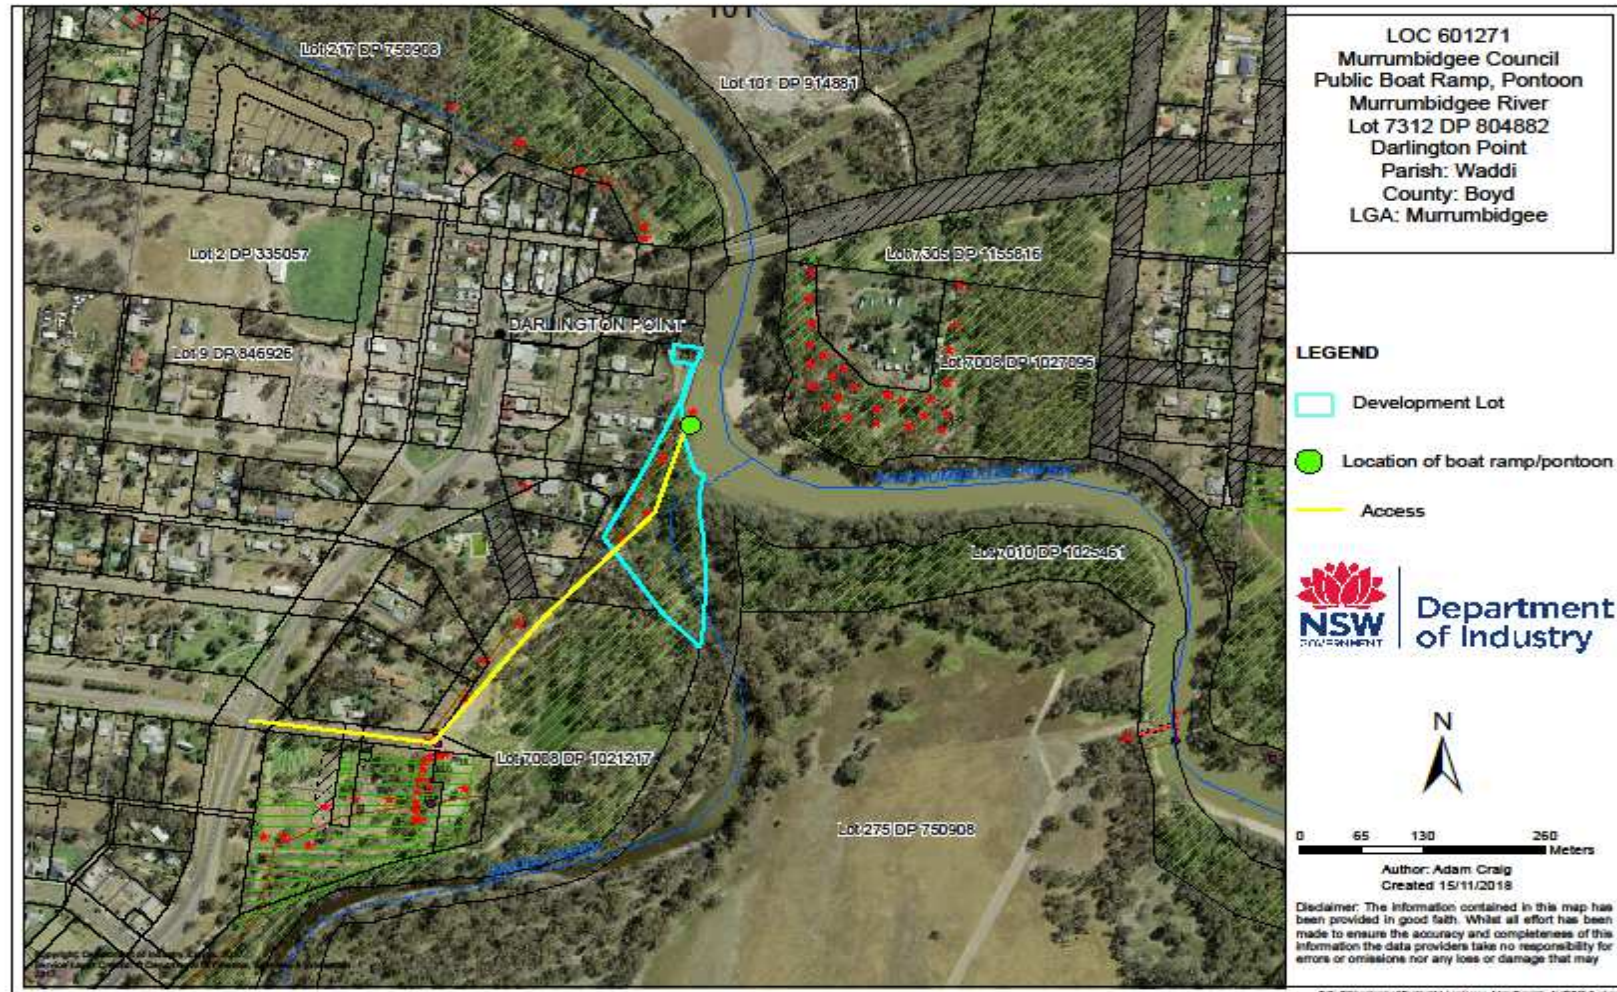 101
Lot 217 DP 750908
Lot 101 DP 914881
Lot 2 DP 335057
Lot 7305 DP 1155816
DARLINGTON POINT
Lot 9 DP 846926
Lot 7008 DP 1027896
Lot 7010 DP 1025461
Lot 7008 DP 1021217
Lot 275 DP 750908
LOC 601271
Murrumbidgee Council
Public Boat Ramp, Pontoon
Murrumbidgee River
Lot 7312 DP 804882
Darlington Point
Parish: Waddi
County: Boyd
LGA: Murrumbidgee
LEGEND
Development Lot
Location of boat ramp/pontoon
Access
NSW
GOVERNMENT
Department
of Industry
N
0 65 130 260
Meters
Author: Adam Craig
Created 15/11/2018
Disclaimer: The information contained in this map has
been provided in good faith. Whilst all effort has been
made to ensure the accuracy and completeness of this
information the data providers take no responsibility for
errors or omissions nor any loss or damage that may